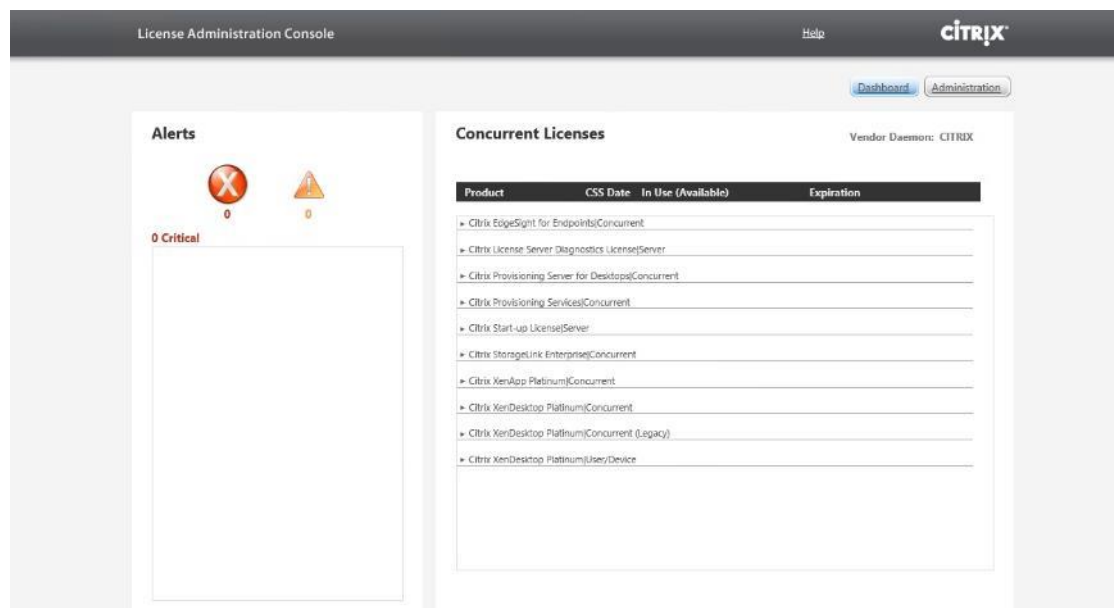 License Administration Console
Help
CİTRIX
Dashboard
Administration
Alerts
0
0
0 Critical
Concurrent Licenses
Vendor Daemon: CITRIX
Product CSS Date In Use (Available) Expiration
▸ Citrix EdgeSight for Endpoints|Concurrent
▸ Citrix License Server Diagnostics License|Server
▸ Citrix Provisioning Server for Desktops|Concurrent
▸ Citrix Provisioning Services|Concurrent
▸ Citrix Start-up License|Server
▸ Citrix StorageLink Enterprise|Concurrent
▸ Citrix XenApp Platinum|Concurrent
▸ Citrix XenDesktop Platinum|Concurrent
▸ Citrix XenDesktop Platinum|Concurrent (Legacy)
▸ Citrix XenDesktop Platinum|User/Device